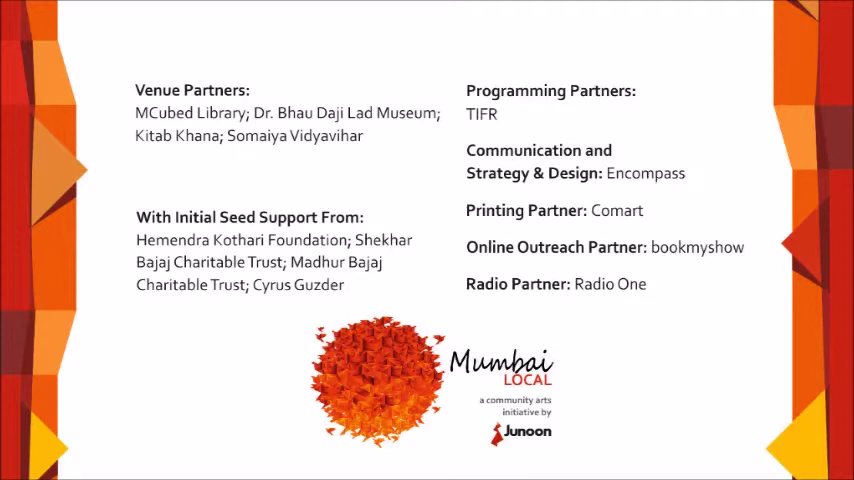 Venue Partners:
MCubed Library; Dr. Bhau Daji Lad Museum;
Kitab Khana; Somaiya Vidyavihar
With Initial Seed Support From:
Hemendra Kothari Foundation; Shekhar
Bajaj Charitable Trust; Madhur Bajaj
Charitable Trust; Cyrus Guzder
Programming Partners:
TIFR
Communication and
Strategy & Design: Encompass
Printing Partner: Comart
Online Outreach Partner: bookmyshow
Radio Partner: Radio One
Mumbai
LOCAL
a community arts
initiative by
Junoon